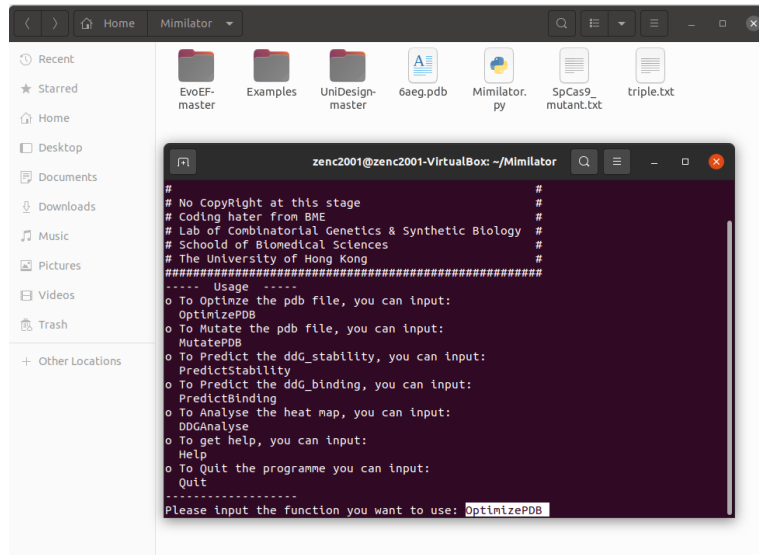 Home
Mimilator
Recent
Starred
Home
Desktop
Documents
Downloads
Music
Pictures
Videos
Trash
+ Other Locations
EvoEF-
master
Examples
UniDesign-
master
6aeg.pdb
Mimilator.
py
SpCas9_
mutant.txt
triple.txt
zenc2001@zenc2001-VirtualBox: ~/Mimilator
# #
# No CopyRight at this stage #
# Coding hater from BME #
# Lab of Combinatorial Genetics & Synthetic Biology #
# Schoold of Biomedical Sciences #
# The University of Hong Kong #
######################################################
----- Usage -----
o To Optimze the pdb file, you can input:
OptimizePDB
o To Mutate the pdb file, you can input:
MutatePDB
o To Predict the ddG_stability, you can input:
PredictStability
o To Predict the ddG_binding, you can input:
PredictBinding
o To Analyse the heat map, you can input:
DDGAnalyse
o To get help, you can input:
Help
o To Quit the programme you can input:
Quit
-------------------
Please input the function you want to use: OptimizePDB